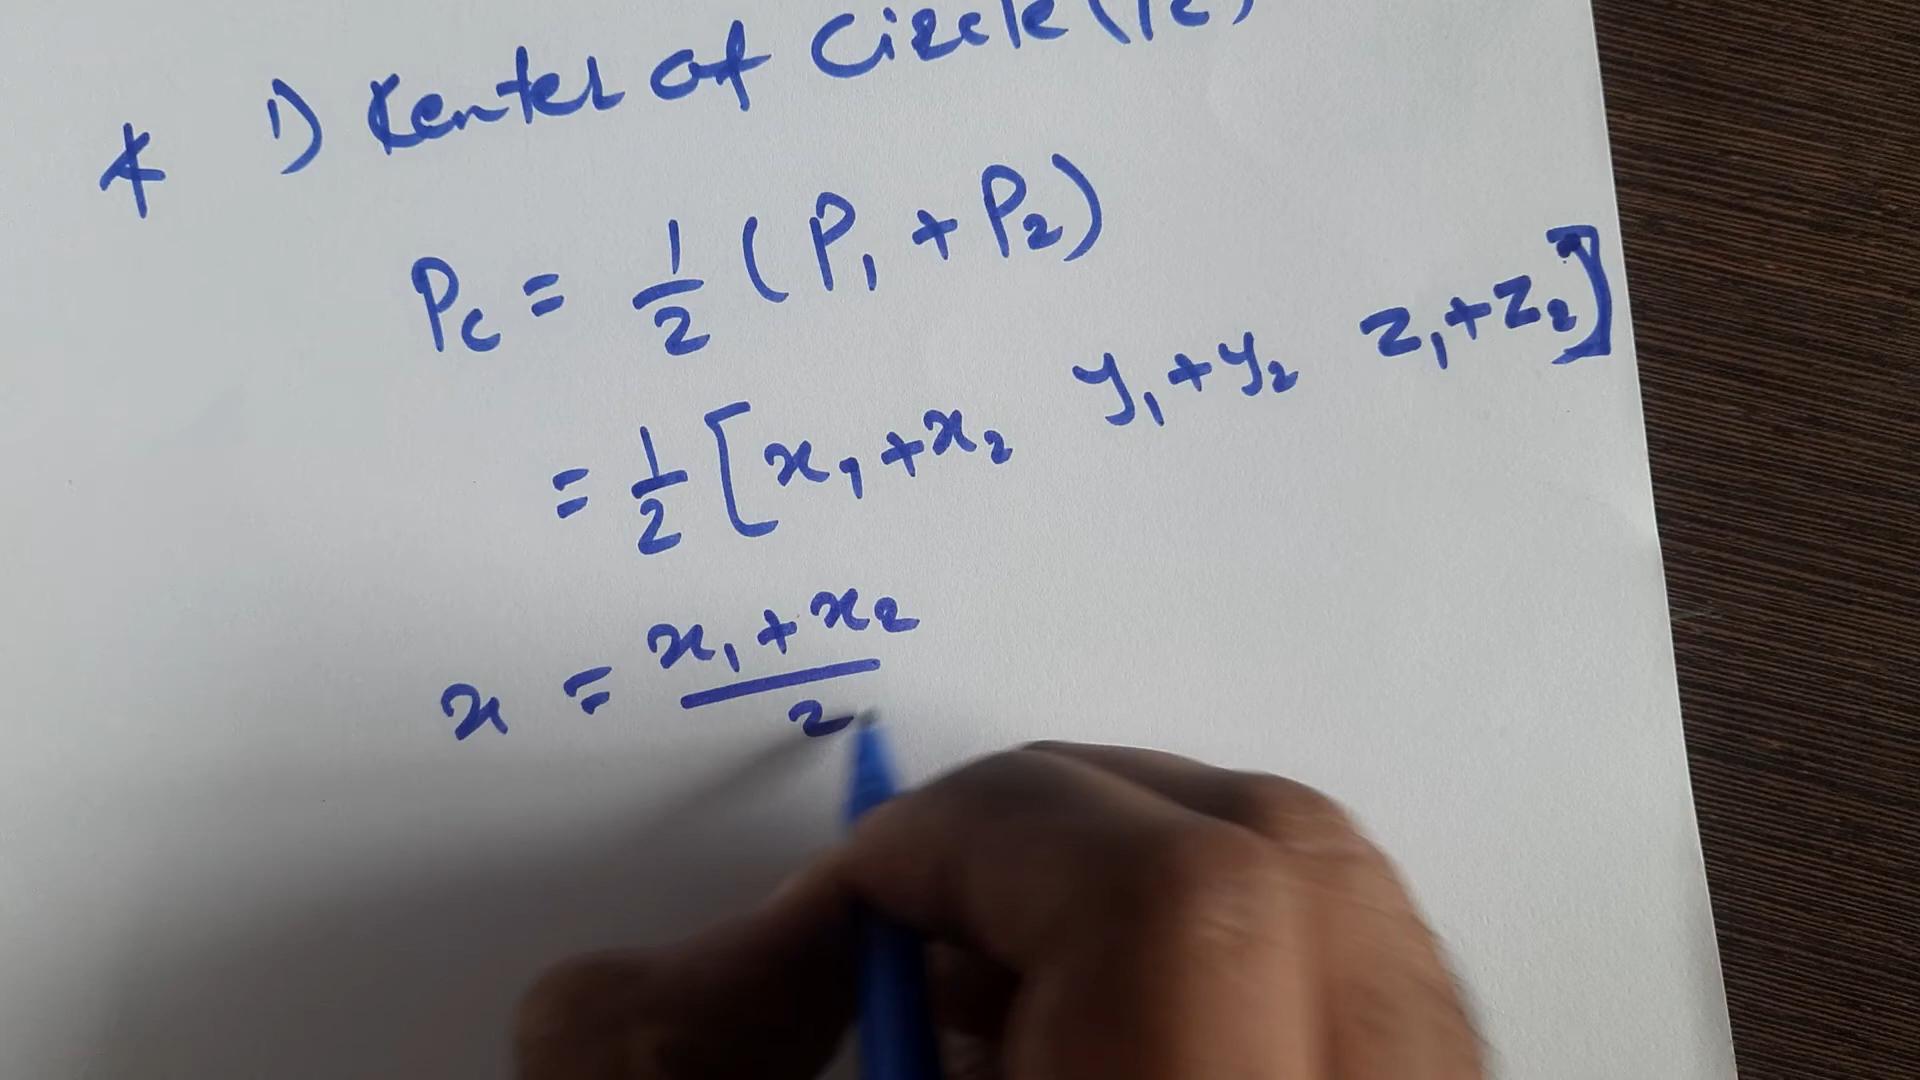 * 1) Center of Circle (Pc)
Pc = 1/2 (P₁ + P₂)
= 1/2 [x₁+x₂ y₁+y₂ z₁+z₂]
x = x₁+x₂/2